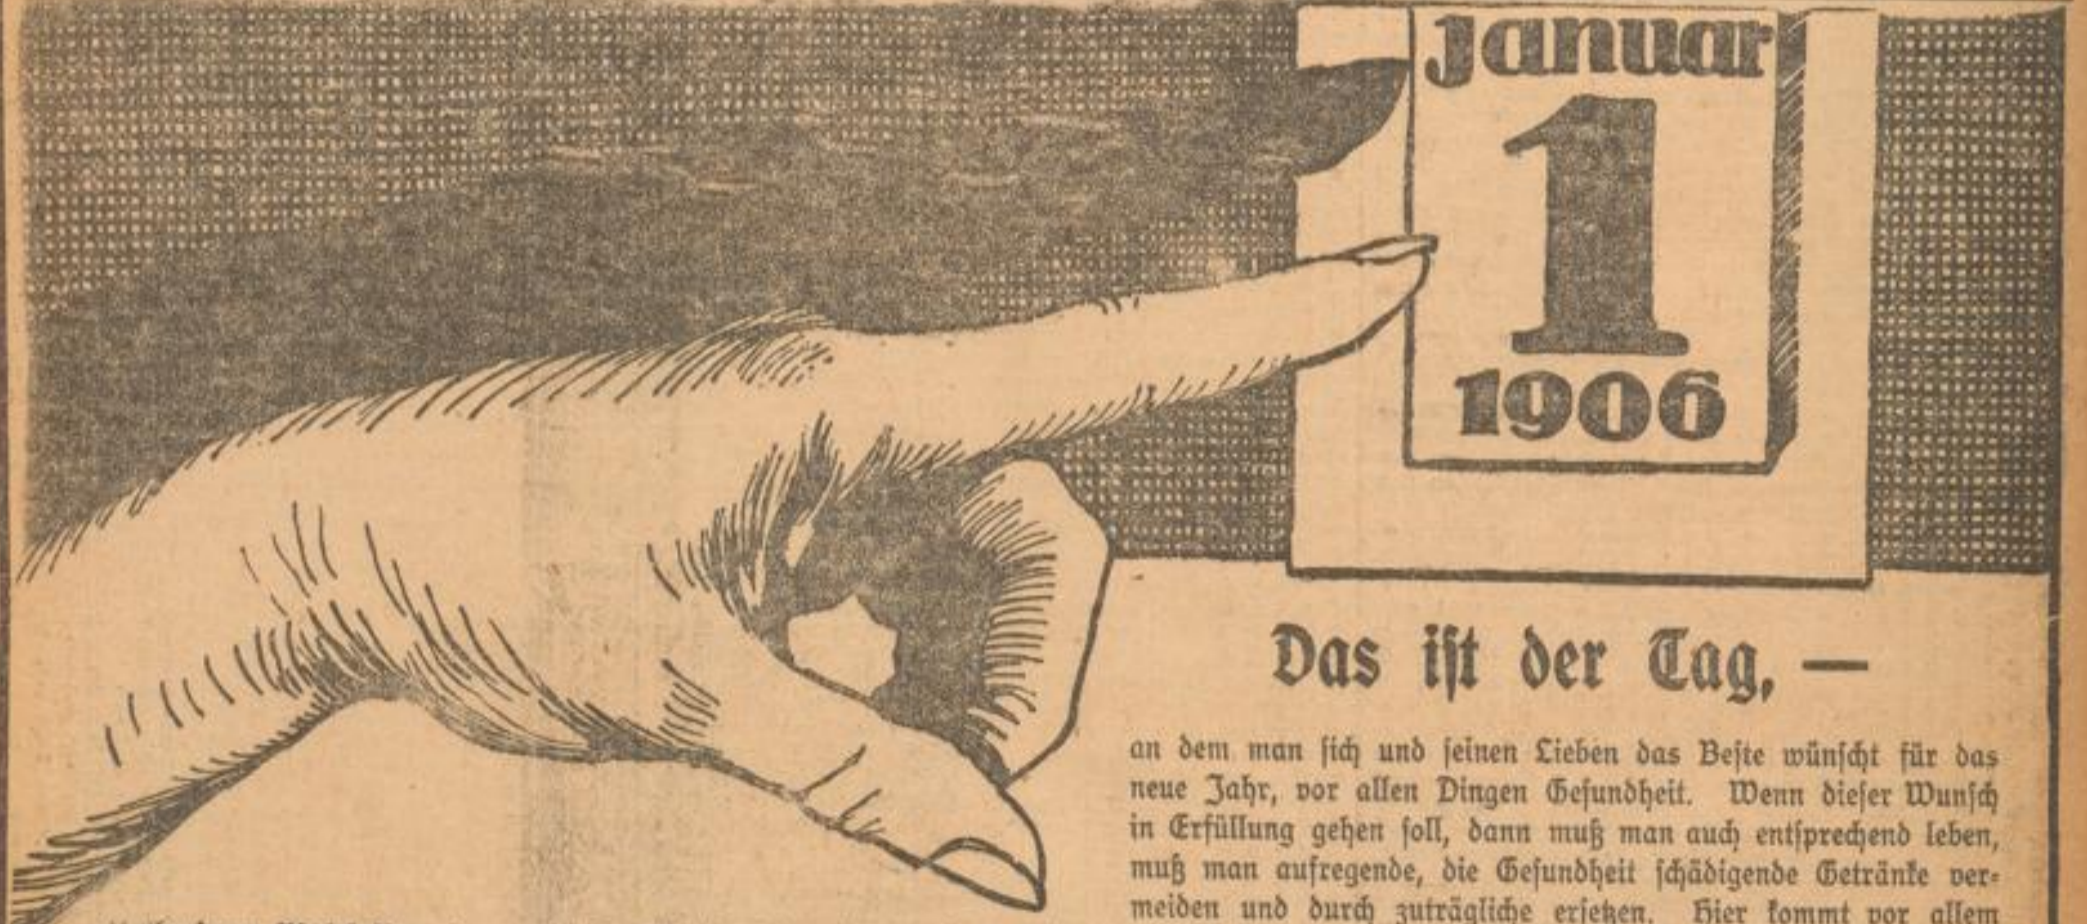 Januar
1
1906
Das ist der Tag, —
an dem man sich und seinen Lieben das Beste wünscht für das
neue Jahr, vor allen Dingen Gesundheit. Wenn dieser Wunsch
in Erfüllung gehen soll, dann muß man auch entsprechend leben,
muß man aufregende, die Gesundheit schädigende Getränke ver-
meiden und durch zuträgliche ersetzen. Hier kommt vor allem